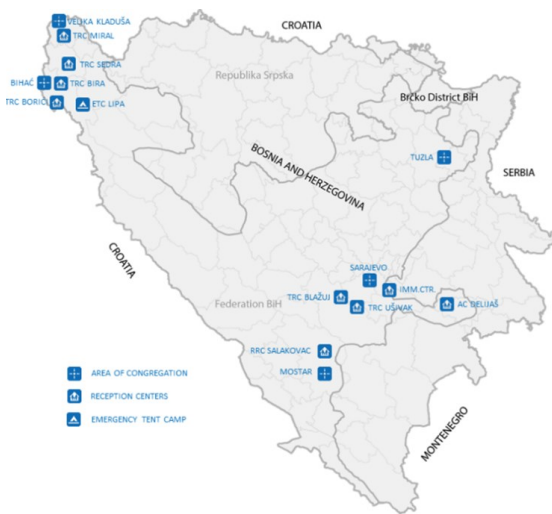 CROATIA
VELIKA KLADUŠA
TRC MIRAL
TRC SEDRA
Republika Srpska
BIHAĆ
TRC BIRA
TRC BORICI
ETC LIPA
Brčko District BiH
BOSNIA AND HERZEGOVINA
TUZLA
SERBIA
CROATIA
SARAJEVO
IMM.CTR.
TRC BLAŽUJ
Federation BiH
TRC UŠIVAK
AC DELIJAŠ
RRC SALAKOVAC
MOSTAR
AREA OF CONGREGATION
RECEPTION CENTERS
EMERGENCY TENT CAMP
MONTENEGRO